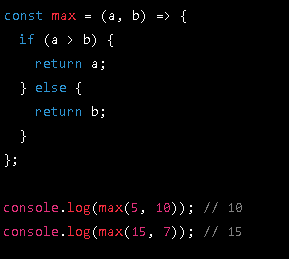 const max = (a, b) => {
  if (a > b) {
    return a;
  } else {
    return b;
  }
};

console.log(max(5, 10)); // 10
console.log(max(15, 7)); // 15